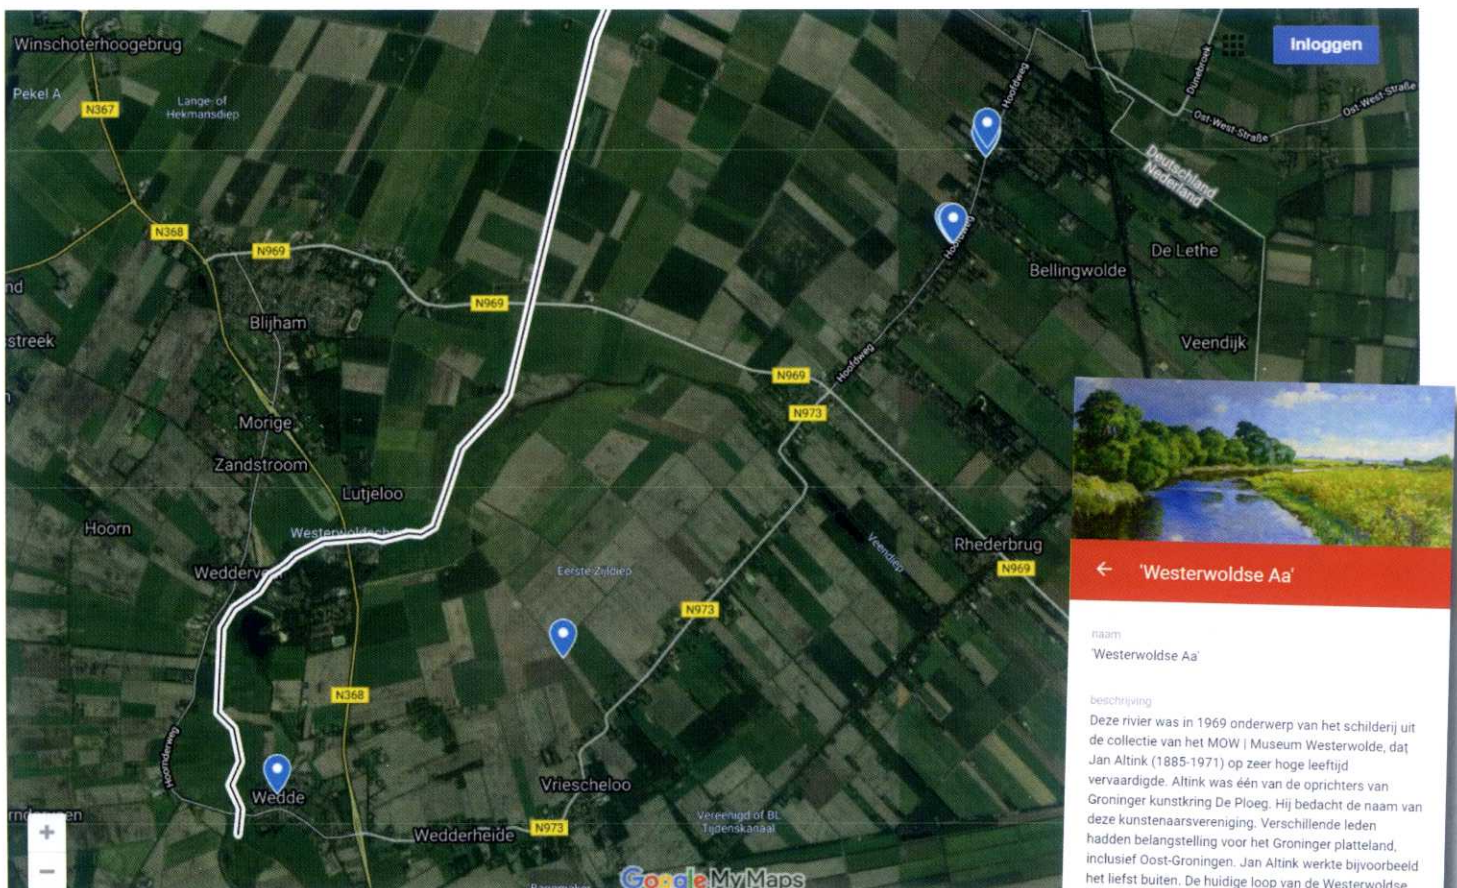 Winschoterhoogebrug
Inloggen
Pekel A
N367
Lange- of
Hekmansdiep
Hoofdweg
Dünebroek
Ost-West-Straße
Ost-West-Straße
Deutschland
Nederland
N368
N969
Hoofdweg
De Lethe
Bellingwolde
nd
N969
Blijham
streek
Veendijk
Hoofdweg
N969
N973
Morige
Zandstroom
Lutjeloo
Hoorn
Rhederbrug
Veendiep
N969
Eerste Zijldiep
N973
N368
Hoornderweg
Wedde
Vriescheloo
Wedderheide
N973
Vereenigd of BL
Tijdenskanaal
+
−
Google My Maps
← 'Westerwoldse Aa'
naam
'Westerwoldse Aa'
beschrijving
Deze rivier was in 1969 onderwerp van het schilderij uit
de collectie van het MOW | Museum Westerwolde, dat
Jan Altink (1885-1971) op zeer hoge leeftijd
vervaardigde. Altink was één van de oprichters van
Groninger kunstkring De Ploeg. Hij bedacht de naam van
deze kunstenaarsvereniging. Verschillende leden
hadden belangstelling voor het Groninger platteland,
inclusief Oost-Groningen. Jan Altink werkte bijvoorbeeld
het liefst buiten. De huidige loop van de Westerwoldse